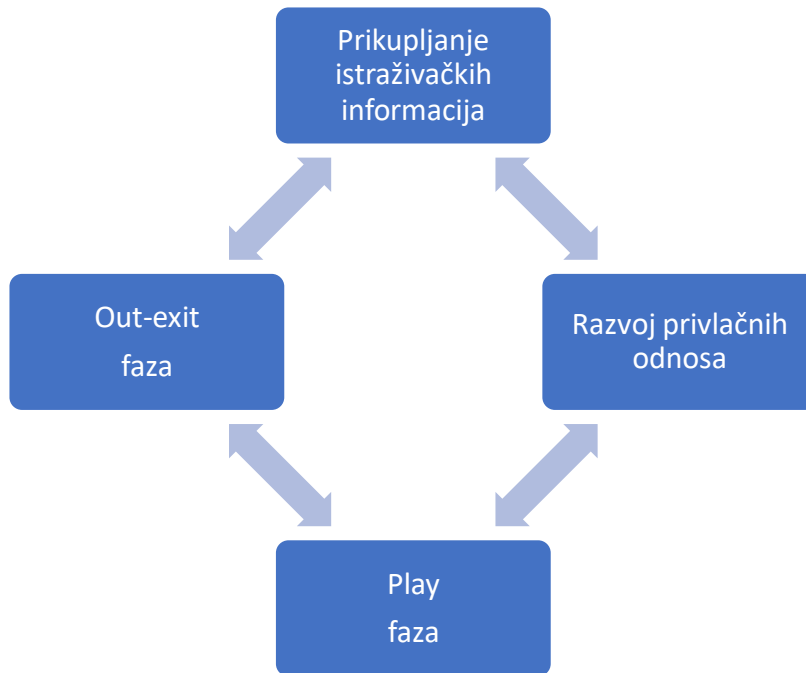 Prikupljanje
istraživačkih
informacija
Out-exit
faza
Razvoj privlačnih
odnosa
Play
faza